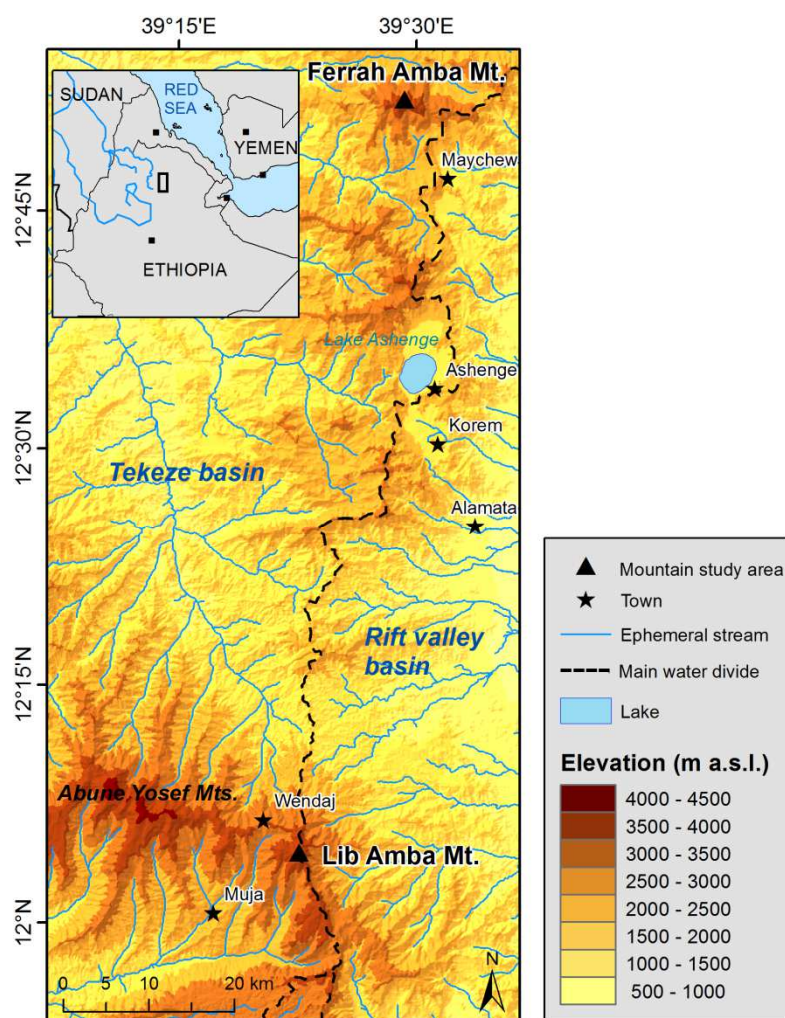 39°15'E
39°30'E
Ferrah Amba Mt.
SUDAN
RED
SEA
YEMEN
Maychew
12°45'N
ETHIOPIA
Lake Ashenge
Ashenge
Korem
12°30'N
Tekeze basin
Alamata
Mountain study area
Town
Ephemeral stream
Rift valley
basin
Main water divide
12°15'N
Lake
Elevation (m a.s.l.)
Abune Yosef Mts.
Wendaj
4000 - 4500
3500 - 4000
Lib Amba Mt.
3000 - 3500
Muja
2500 - 3000
12°N
2000 - 2500
1500 - 2000
1000 - 1500
0 5 10 20 km
N
500 - 1000